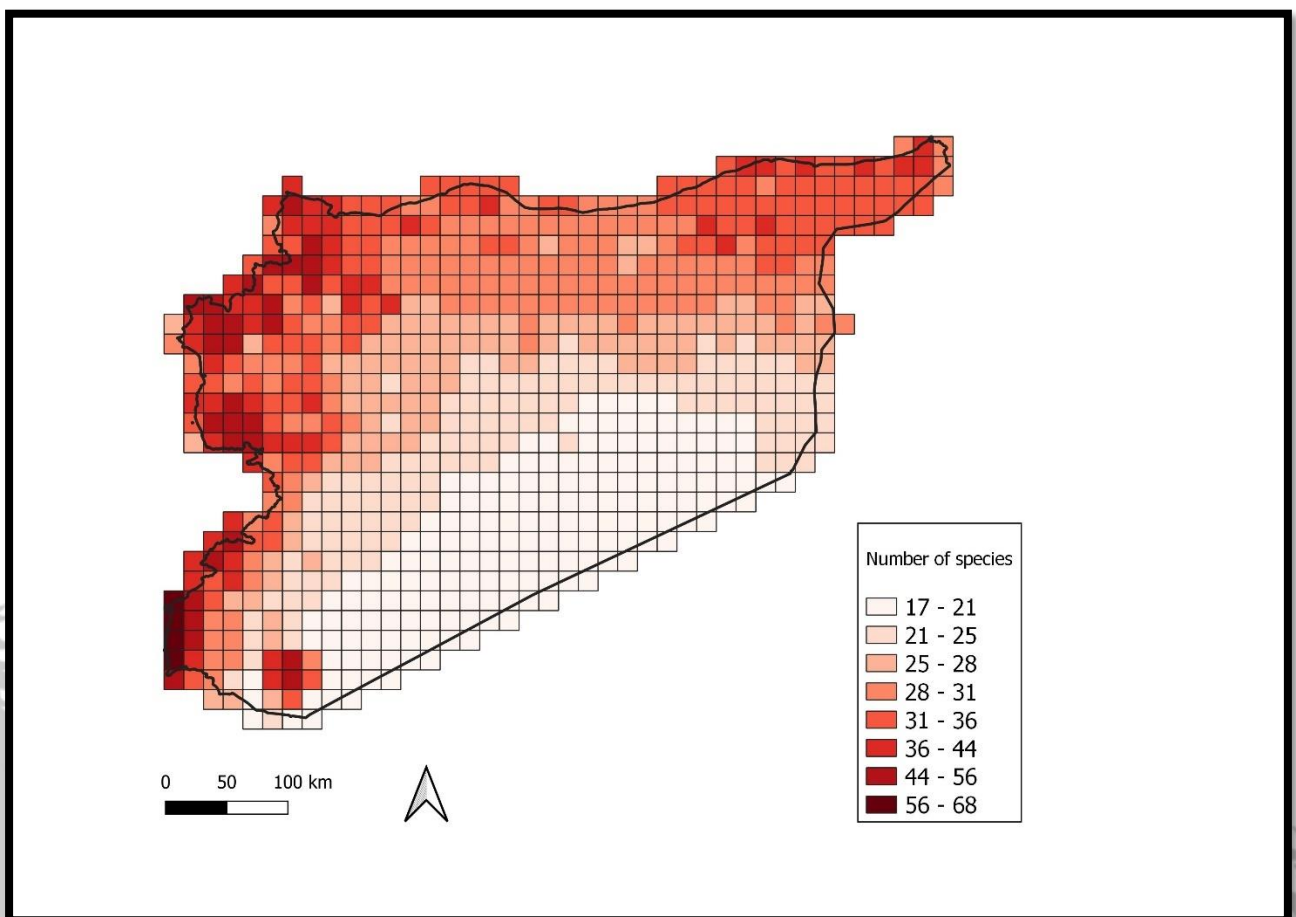 Number of species
17 - 21
21 - 25
25 - 28
28 - 31
31 - 36
36 - 44
44 - 56
56 - 68
0 50 100 km